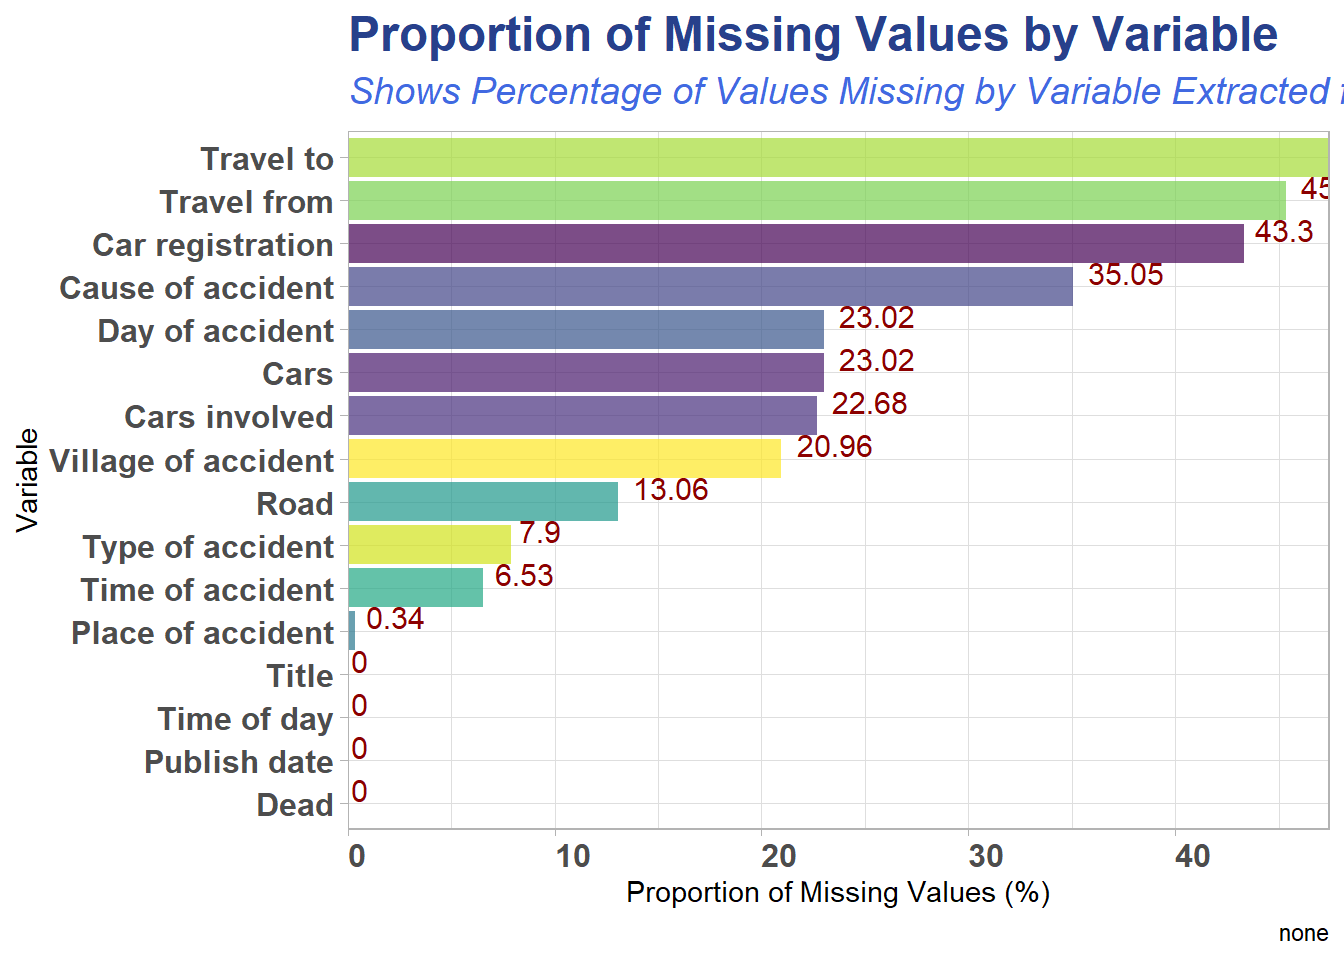 Proportion of Missing Values by Variable
Shows Percentage of Values Missing by Variable Extracted
Travel to
Travel from
45
Car registration
43.3
Cause of accident
35.05
Day of accident
23.02
Cars
23.02
Cars involved
22.68
Village of accident
20.96
Road
13.06
Type of accident
7.9
Time of accident
6.53
Place of accident
0.34
Title
0
Time of day
0
Publish date
0
Dead
0
Variable
0 10 20 30 40
Proportion of Missing Values (%)
none